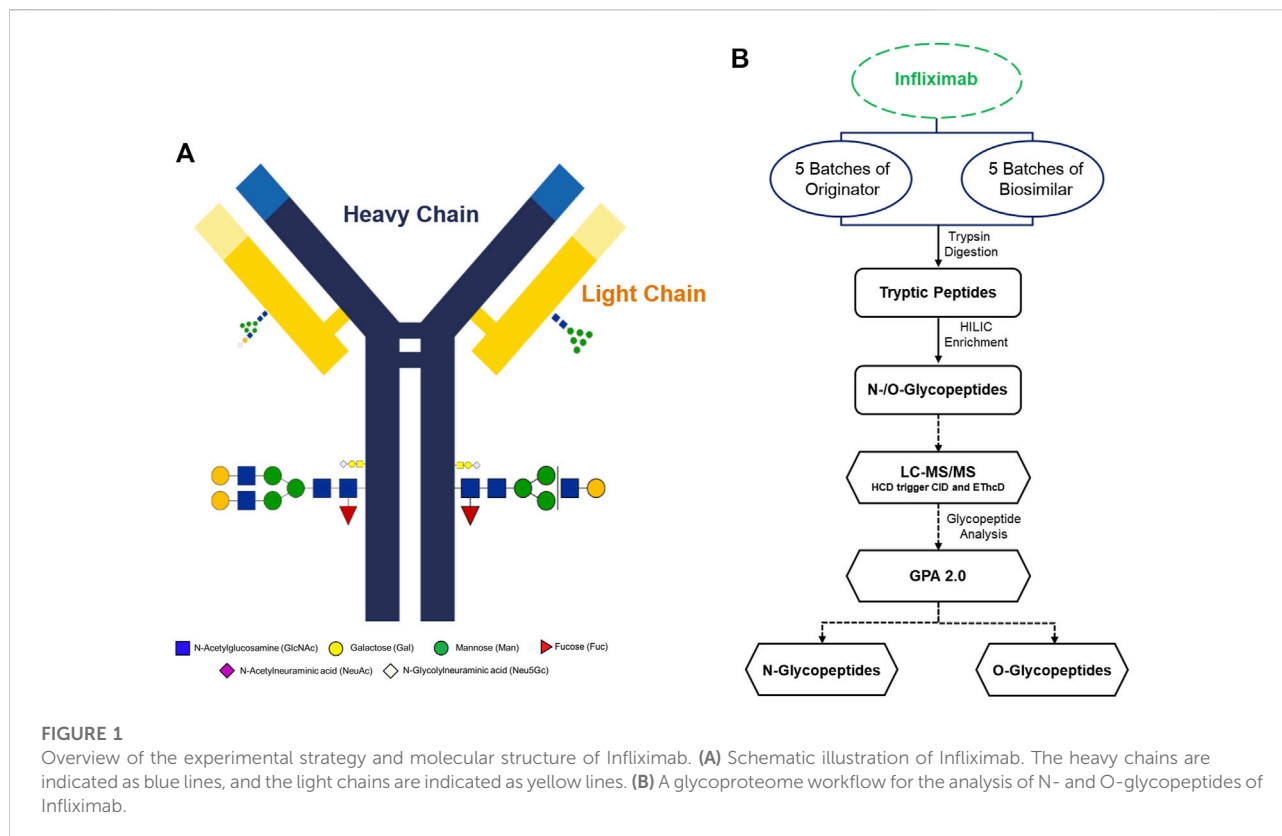 A
Heavy Chain
Light Chain
N-Acetylglucosamine (GlcNAc)
Galactose (Gal)
Mannose (Man)
Fucose (Fuc)
N-Acetylneuraminic acid (NeuAc)
N-Glycolylneuraminic acid (Neu5Gc)
B
Infliximab
5 Batches of
Originator
5 Batches of
Biosimilar
Trypsin
Digestion
Tryptic Peptides
HILIC
Enrichment
N-/O-Glycopeptides
LC-MS/MS
HCD trigger CID and EThcD
Glycopeptide
Analysis
GPA 2.0
N-Glycopeptides
O-Glycopeptides
FIGURE 1
Overview of the experimental strategy and molecular structure of Infliximab. (A) Schematic illustration of Infliximab. The heavy chains are
indicated as blue lines, and the light chains are indicated as yellow lines. (B) A glycoproteome workflow for the analysis of N- and O-glycopeptides of
Infliximab.